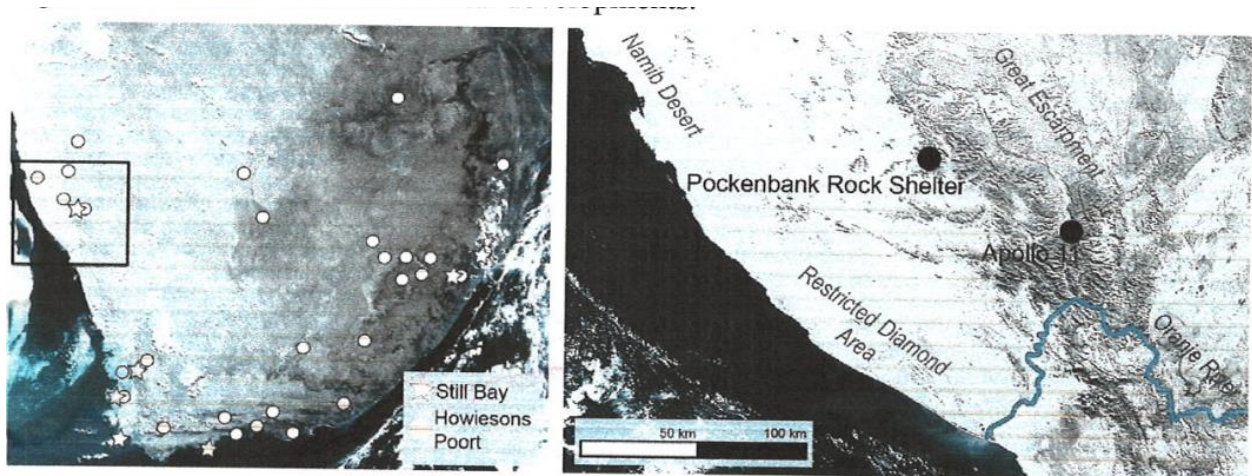 developments.
Still Bay
Howiesons
Poort
Namib Desert
Great Escarpment
Pockenbank Rock Shelter
Apollo 11
Restricted Diamond
Area
Oranje River
50 km
100 km